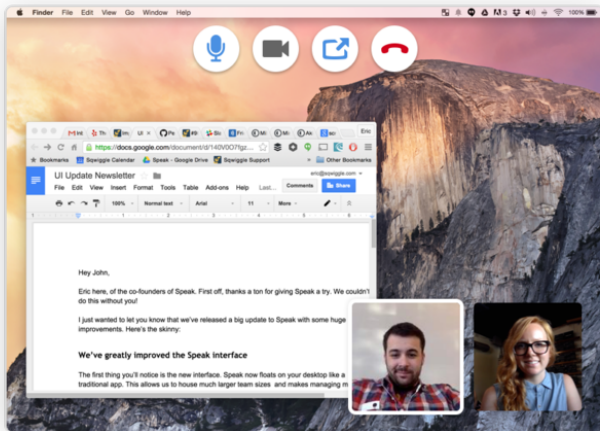 Finder File Edit View Go Window Help 100%
Eric
https://docs.google.com/document/d/140V0O7fgz...
Bookmarks Sqwiggle Calendar Speak - Google Drive Sqwiggle Support Other Bookmarks
UI Update Newsletter eric@sqwiggle.com
File Edit View Insert Format Tools Table Add-ons Help Last... Comments Share
100% Normal text Arial 11 More
Hey John,
Eric here, of the co-founders of Speak. First off, thanks a ton for giving Speak a try. We couldn't
do this without you!
I just wanted to let you know that we've released a big update to Speak with some huge
improvements. Here's the skinny:
We've greatly improved the Speak interface
The first thing you'll notice is the new interface. Speak now floats on your desktop like a
traditional app. This allows us to house much larger team sizes and makes managing m